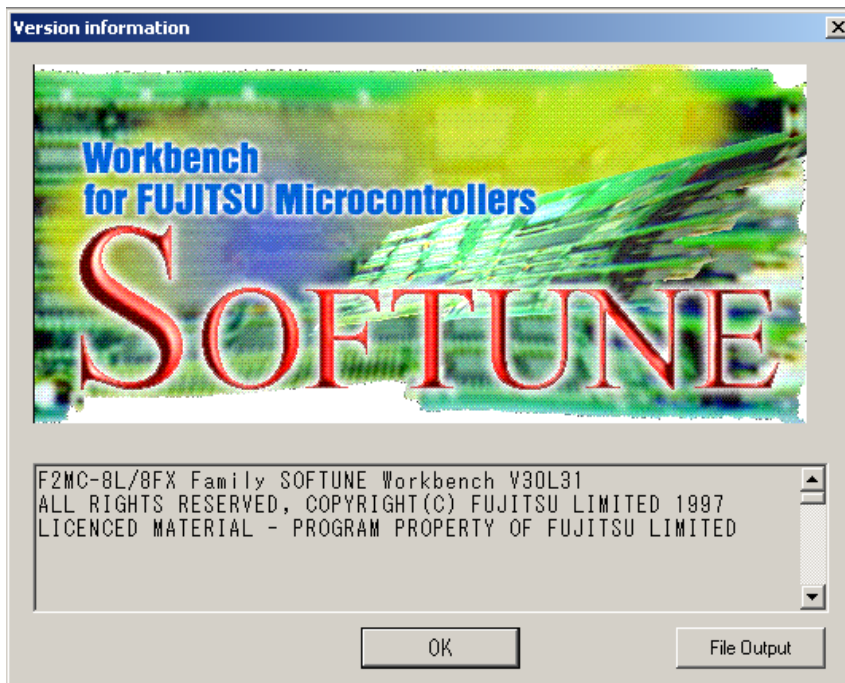 Version information
Workbench
for FUJITSU Microcontrollers
SOFTUNE
F2MC-8L/8FX Family SOFTUNE Workbench V30L31
ALL RIGHTS RESERVED, COPYRIGHT(C) FUJITSU LIMITED 1997
LICENCED MATERIAL - PROGRAM PROPERTY OF FUJITSU LIMITED
OK
File Output